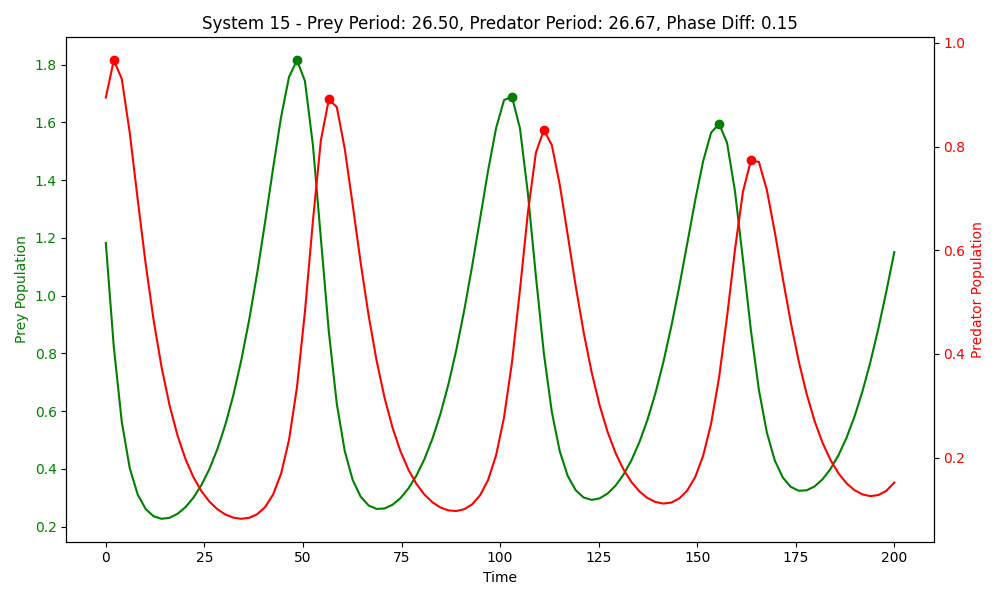 System 15 - Prey Period: 26.50, Predator Period: 26.67, Phase Diff: 0.15
Prey Population
1.8
1.6
1.4
1.2
1.0
0.8
0.6
0.4
0.2
1.0
0.8
0.6
0.4
0.2
Predator Population
0 25 50 75 100 125 150 175 200
Time